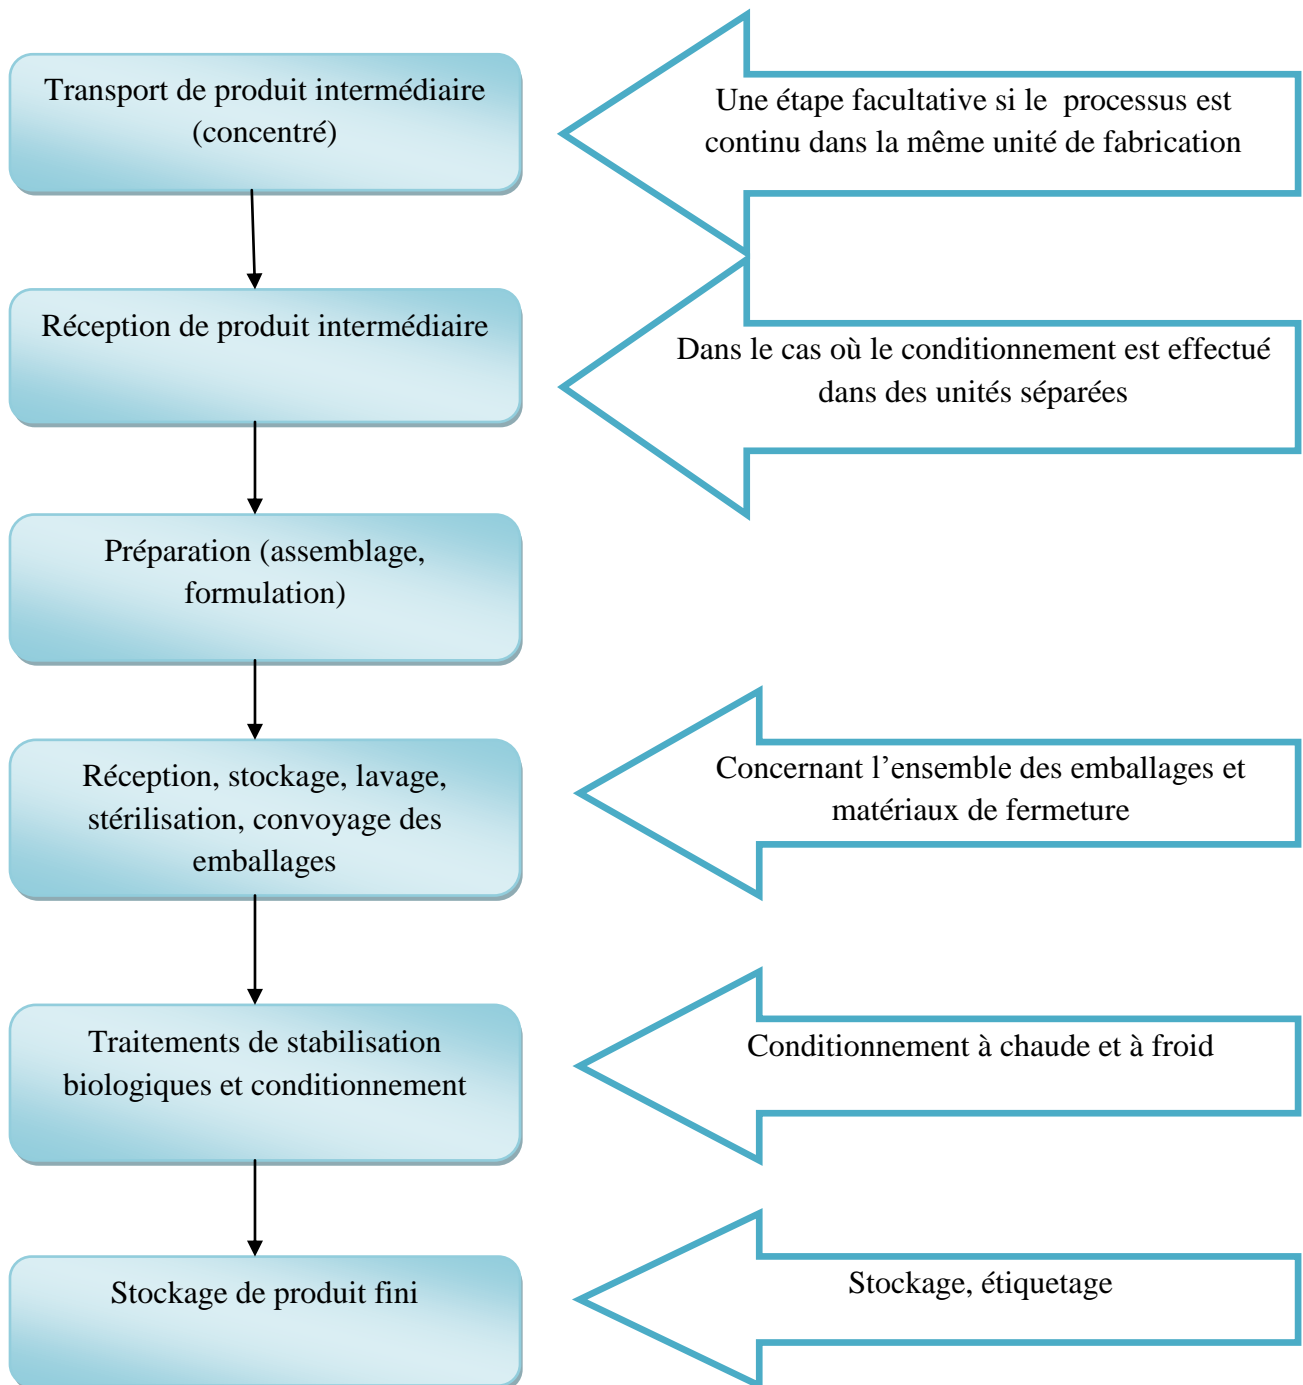 Transport de produit intermédiaire
(concentré)
Une étape facultative si le  processus est
continu dans la même unité de fabrication
Réception de produit intermédiaire
Dans le cas où le conditionnement est effectué
dans des unités séparées
Préparation (assemblage,
formulation)
Réception, stockage, lavage,
stérilisation, convoyage des
emballages
Concernant l’ensemble des emballages et
matériaux de fermeture
Traitements de stabilisation
biologiques et conditionnement
Conditionnement à chaude et à froid
Stockage de produit fini
Stockage, étiquetage